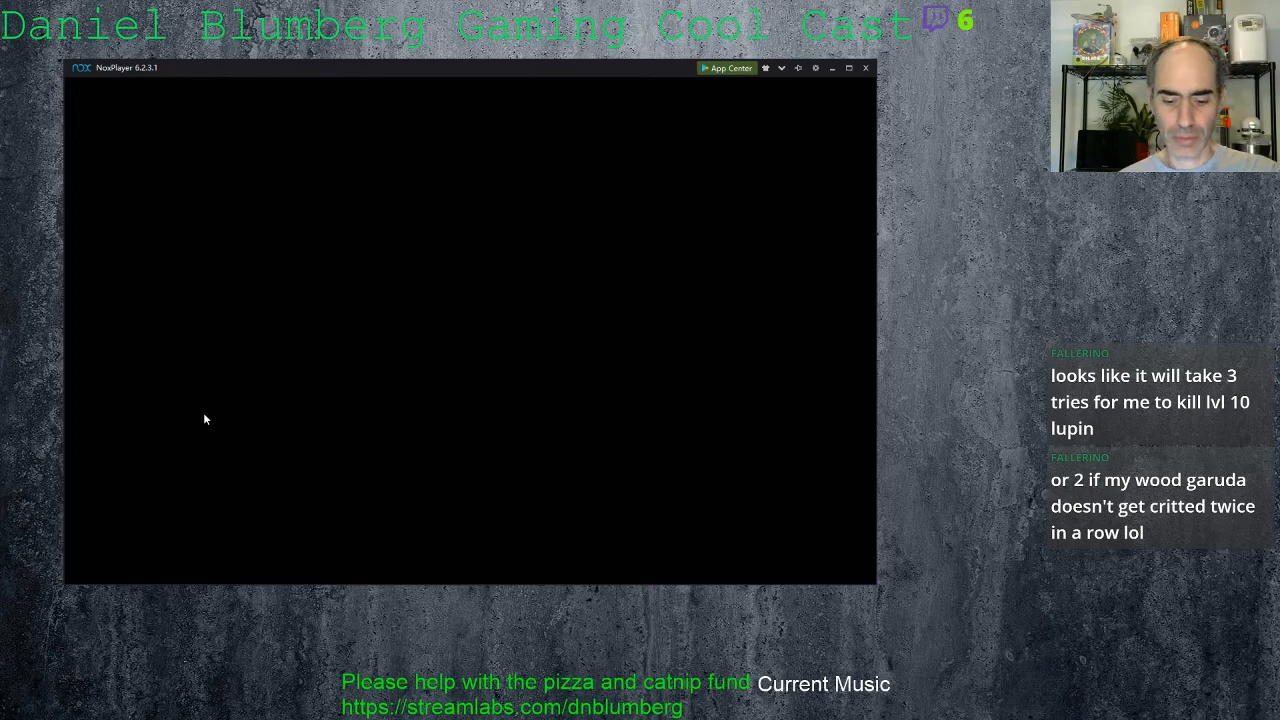 Daniel Blumberg Gaming Cool Cast 6
nox NoxPlayer 6.2.3.1 App Center
FALLERINO
looks like it will take 3
tries for me to kill lvl 10
lupin
FALLERINO
or 2 if my wood garuda
doesn't get critted twice
in a row lol
Please help with the pizza and catnip fund Current Music
https://streamlabs.com/dnblumberg